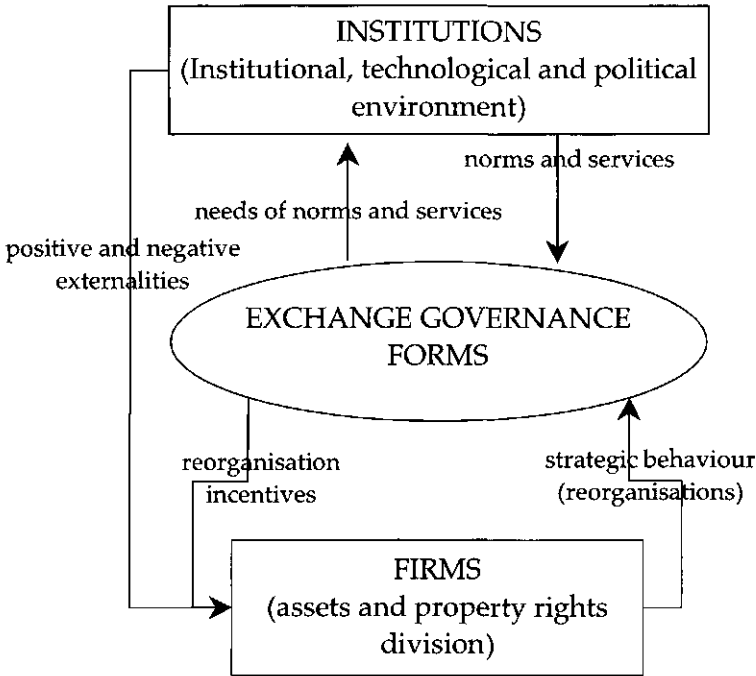 INSTITUTIONS
(Institutional, technological and political
environment)
norms and services
needs of norms and services
positive and negative
externalities
EXCHANGE GOVERNANCE
FORMS
reorganisation
incentives
strategic behaviour
(reorganisations)
FIRMS
(assets and property rights
division)